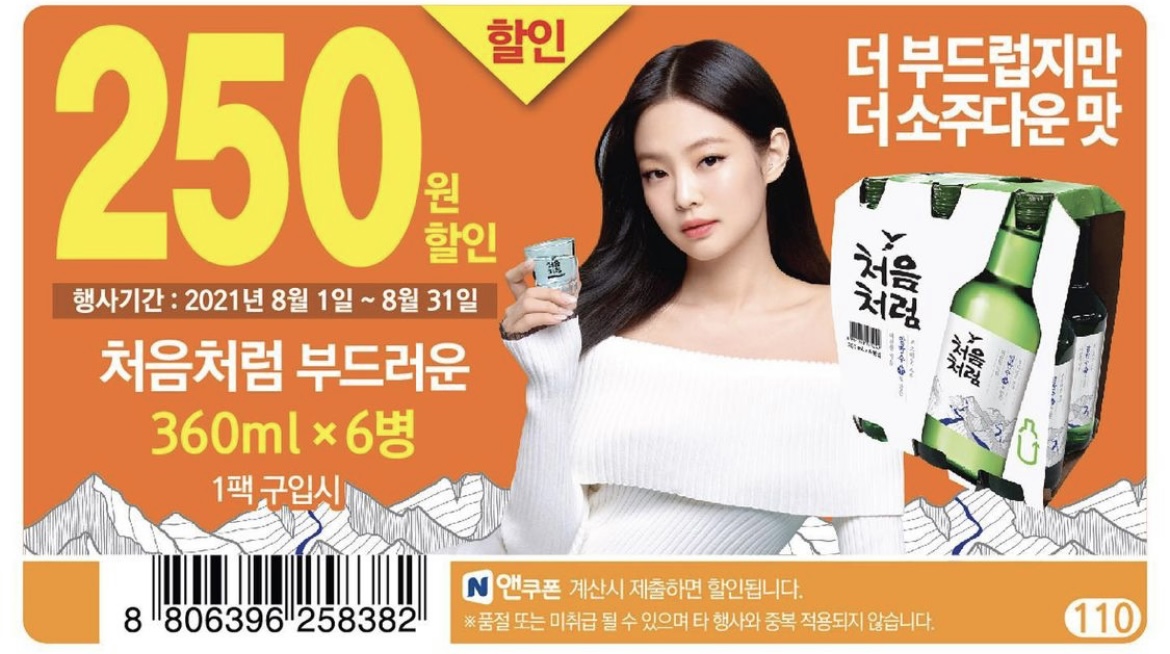 할인
250원
할인
행사기간 : 2021년 8월 1일 ~ 8월 31일
처음처럼 부드러운
360ml × 6병
1팩 구입시
더 부드럽지만
더 소주다운 맛
처음
처럼
처음
처럼
8 806396 258382
N 앤쿠폰 계산시 제출하면 할인됩니다.
※품절 또는 미취급 될 수 있으며 타 행사와 중복 적용되지 않습니다.
110